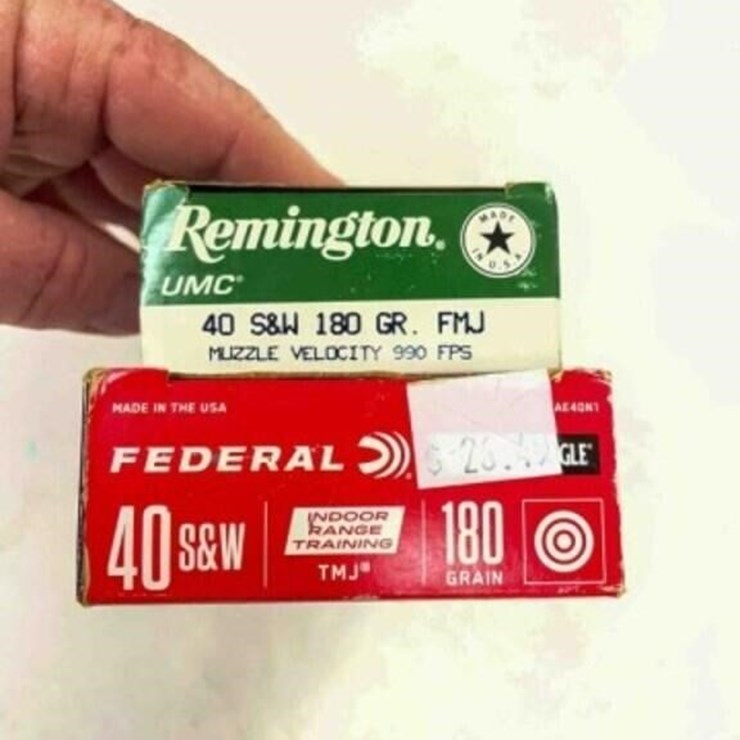 Remington®
MADE
IN U.S.A.
UMC®
40 S&W 180 GR. FMJ
MUZZLE VELOCITY 990 FPS
MADE IN THE USA
AE40N1
FEDERAL
GLE®
40 S&W
INDOOR
RANGE
TRAINING
TMJ®
180
GRAIN